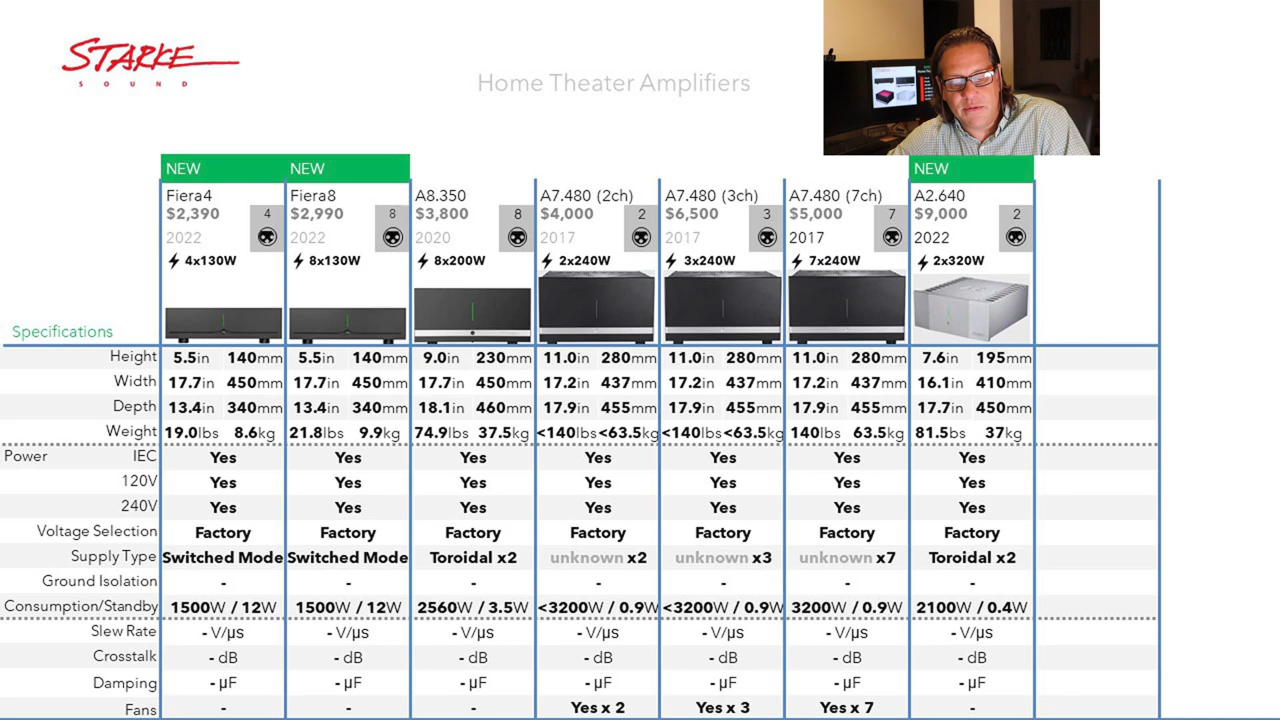 STARKE
SOUND
Home Theater Amplifiers
NEW NEW NEW
Fiera4 Fiera8 A8.350 A7.480 (2ch) A7.480 (3ch) A7.480 (7ch) A2.640
$2,390 4 $2,990 8 $3,800 8 $4,000 2 $6,500 3 $5,000 7 $9,000 2
2022 2022 2020 2017 2017 2017 2022
4x130W 8x130W 8x200W 2x240W 3x240W 7x240W 2x320W
Specifications
Height 5.5in 140mm 5.5in 140mm 9.0in 230mm 11.0in 280mm 11.0in 280mm 11.0in 280mm 7.6in 195mm
Width 17.7in 450mm 17.7in 450mm 17.7in 450mm 17.2in 437mm 17.2in 437mm 17.2in 437mm 16.1in 410mm
Depth 13.4in 340mm 13.4in 340mm 18.1in 460mm 17.9in 455mm 17.9in 455mm 17.9in 455mm 17.7in 450mm
Weight 19.0lbs 8.6kg 21.8lbs 9.9kg 74.9lbs 37.5kg <140lbs <63.5kg <140lbs <63.5kg 140lbs 63.5kg 81.5bs 37kg
Power IEC Yes Yes Yes Yes Yes Yes Yes
120V Yes Yes Yes Yes Yes Yes Yes
240V Yes Yes Yes Yes Yes Yes Yes
Voltage Selection Factory Factory Factory Factory Factory Factory Factory
Supply Type Switched Mode Switched Mode Toroidal x2 unknown x2 unknown x3 unknown x7 Toroidal x2
Ground Isolation - - - - - - -
Consumption/Standby 1500W / 12W 1500W / 12W 2560W / 3.5W <3200W / 0.9W <3200W / 0.9W 3200W / 0.9W 2100W / 0.4W
Slew Rate - V/µs - V/µs - V/µs - V/µs - V/µs - V/µs - V/µs
Crosstalk - dB - dB - dB - dB - dB - dB - dB
Damping - µF - µF - µF - µF - µF - µF - µF
Fans - - - Yes x 2 Yes x 3 Yes x 7 -